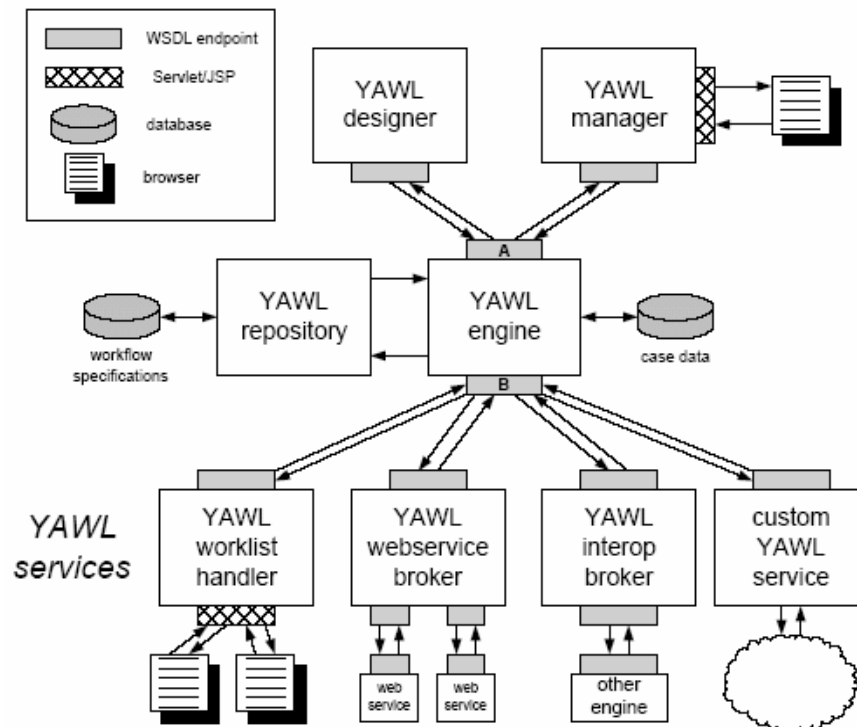 WSDL endpoint
Servlet/JSP
database
browser
YAWL
designer
YAWL
manager
A
YAWL
repository
YAWL
engine
workflow
specifications
case data
B
YAWL
services
YAWL
worklist
handler
YAWL
webservice
broker
YAWL
interop
broker
custom
YAWL
service
web
service
web
service
other
engine